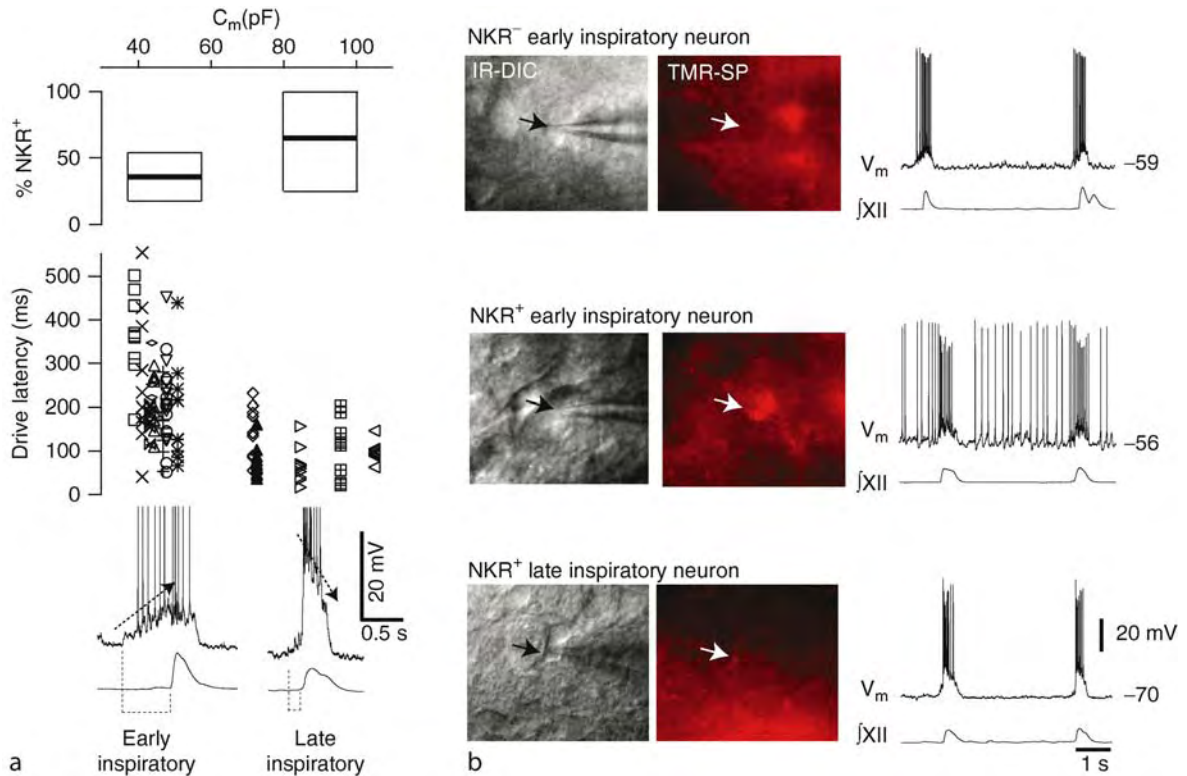 C_m(pF)
40 60 80 100
% NKR⁺
100
50
0
Drive latency (ms)
500
400
300
200
100
0
20 mV
0.5 s
Early inspiratory
Late inspiratory
a
NKR⁻ early inspiratory neuron
IR-DIC
TMR-SP
V_m
−59
∫XII
NKR⁺ early inspiratory neuron
V_m
−56
∫XII
NKR⁺ late inspiratory neuron
20 mV
V_m
−70
∫XII
1 s
b